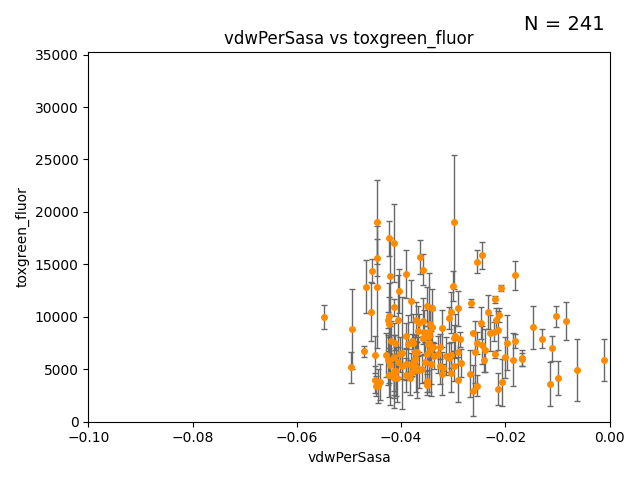 N = 241
vdwPerSasa vs toxgreen_fluor
35000
30000
25000
20000
15000
10000
5000
0
toxgreen_fluor
−0.10 −0.08 −0.06 −0.04 −0.02 0.00
vdwPerSasa